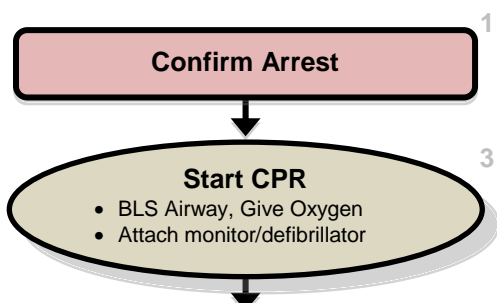 1
Confirm Arrest
3
Start CPR
• BLS Airway, Give Oxygen
• Attach monitor/defibrillator